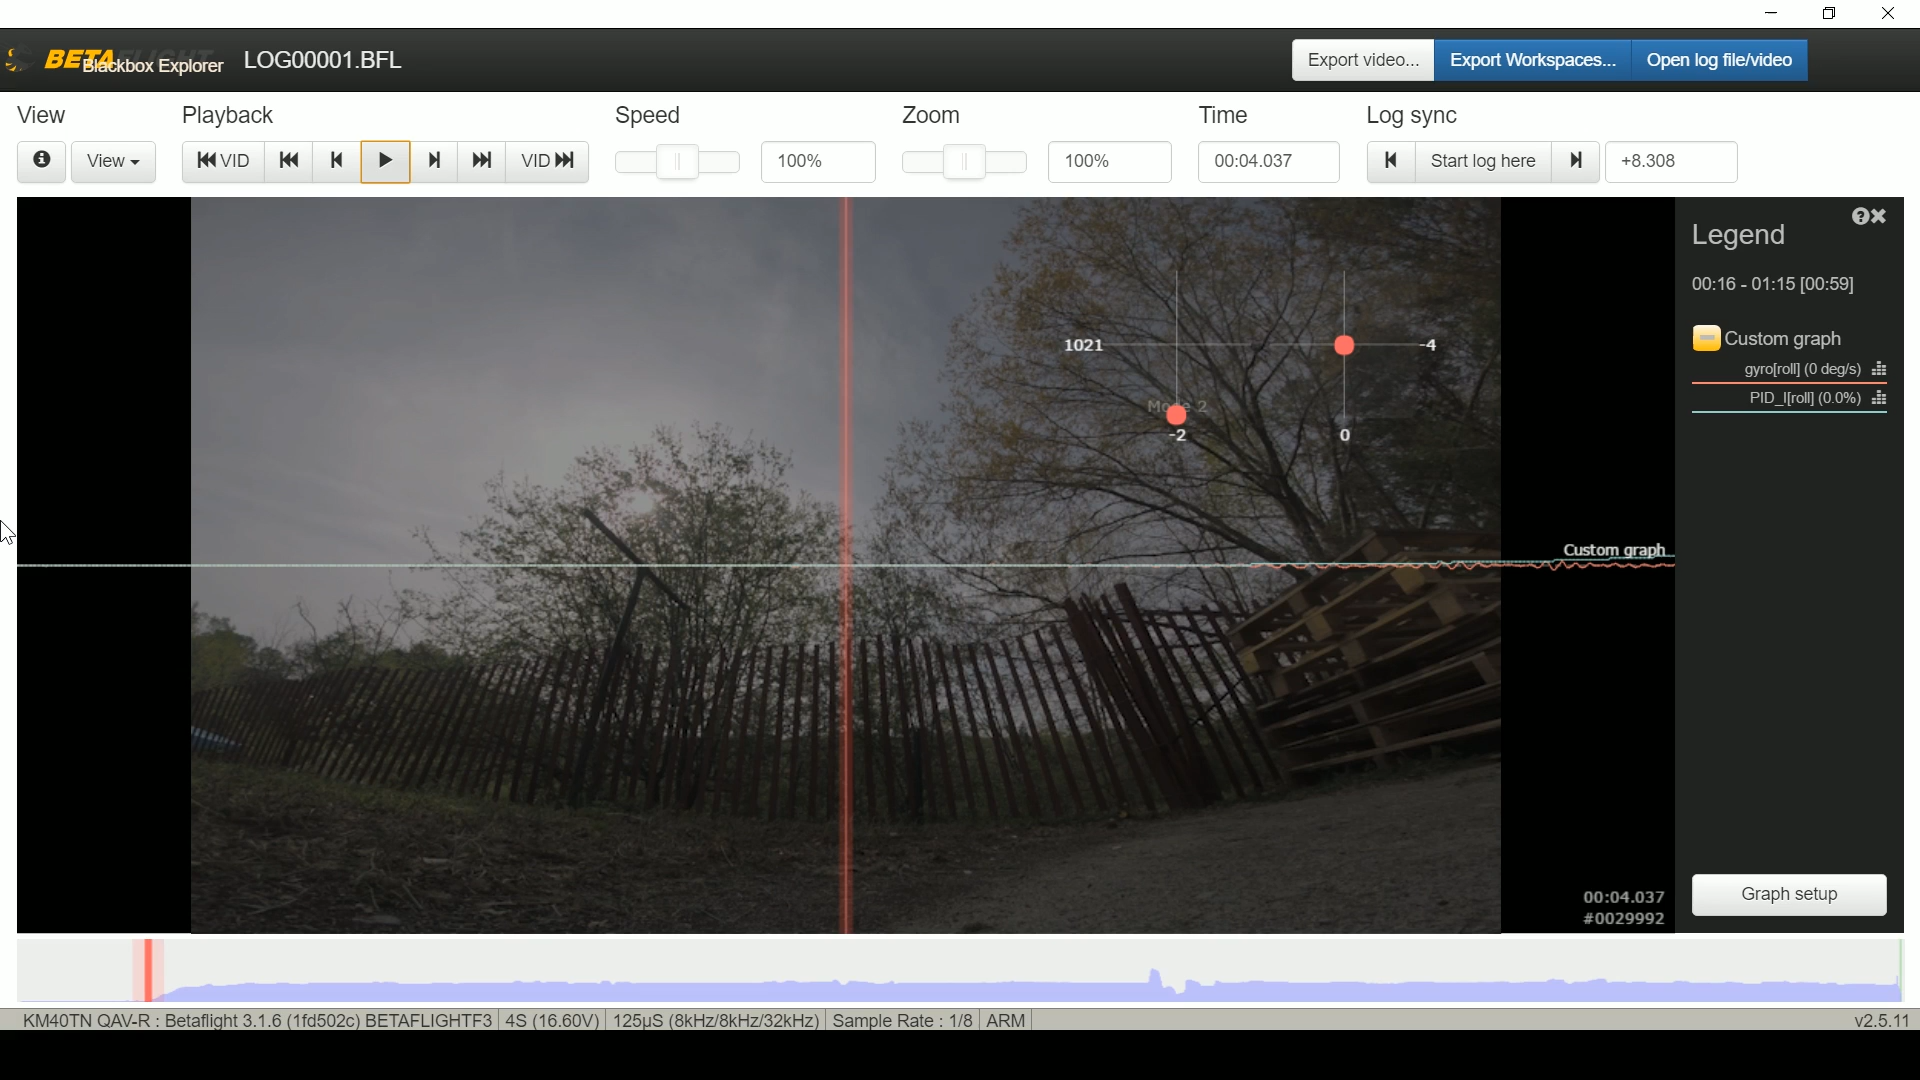 BETAFLIGHT
Blackbox Explorer
LOG00001.BFL
Export video...
Export Workspaces...
Open log file/video
View
Playback
Speed
Zoom
Time
Log sync
View
VID
VID
100%
100%
00:04.037
Start log here
+8.308
Legend
00:16 - 01:15 [00:59]
Custom graph
gyro[roll] (0 deg/s)
PID_I[roll] (0.0%)
1021
-4
Mode 2
-2
0
Custom graph
00:04.037
#0029992
Graph setup
KM40TN QAV-R : Betaflight 3.1.6 (1fd502c) BETAFLIGHTF3
4S (16.60V)
125µS (8kHz/8kHz/32kHz)
Sample Rate : 1/8
ARM
v2.5.11